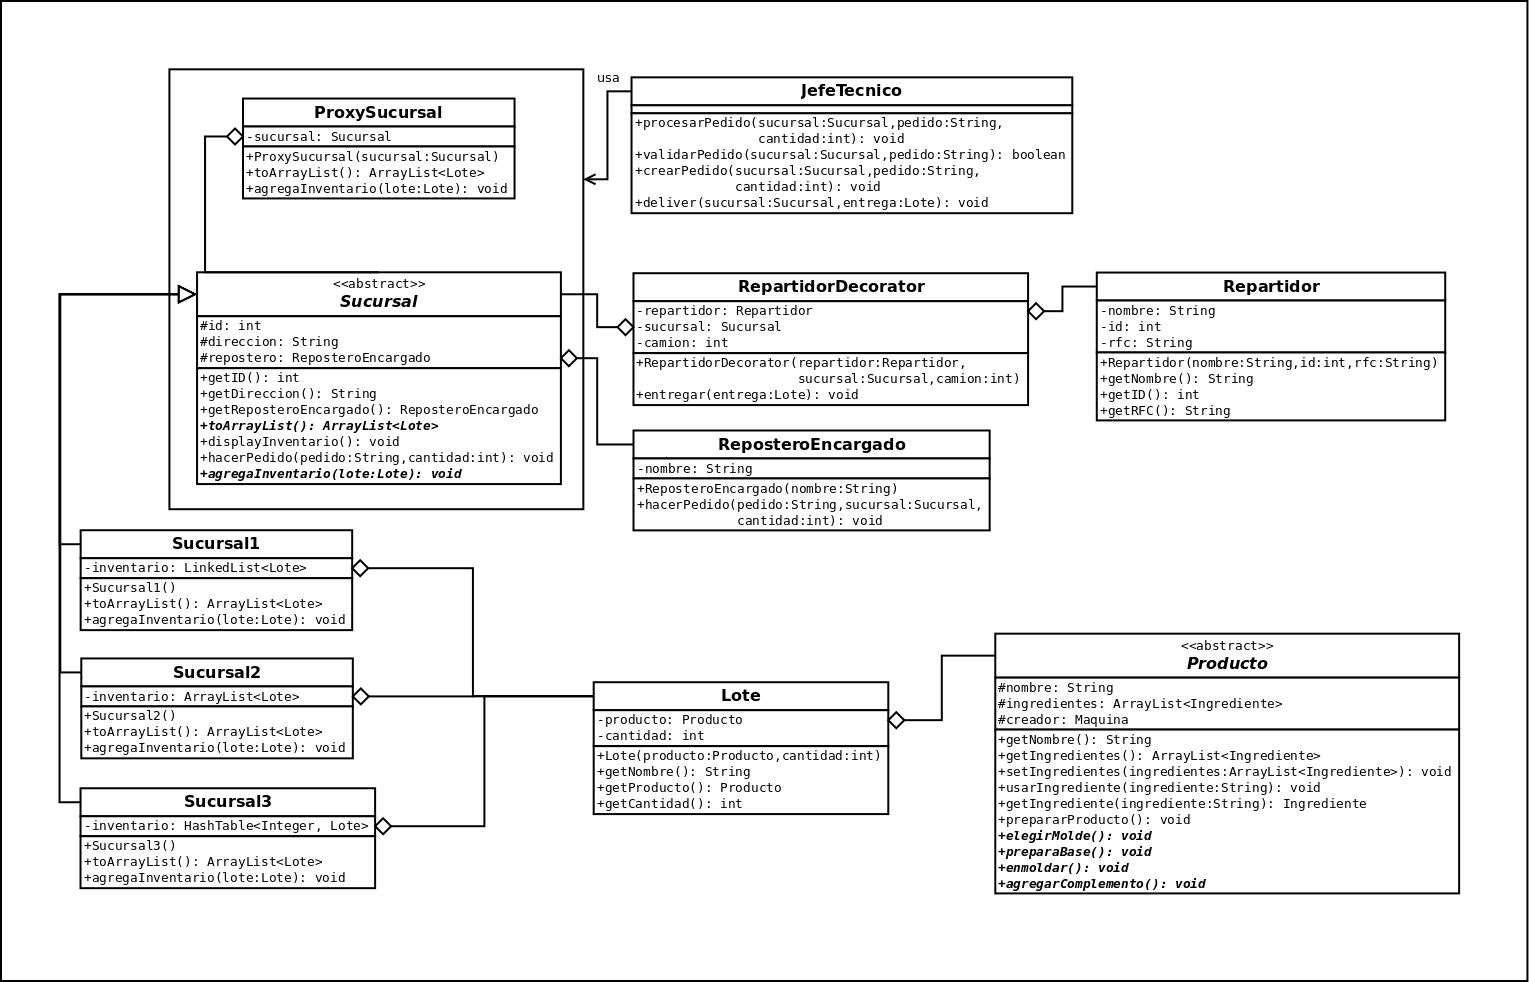 usa
JefeTecnico
+procesarPedido(sucursal:Sucursal,pedido:String,
cantidad:int): void
+validarPedido(sucursal:Sucursal,pedido:String): boolean
+crearPedido(sucursal:Sucursal,pedido:String,
cantidad:int): void
+deliver(sucursal:Sucursal,entrega:Lote): void
ProxySucursal
-sucursal: Sucursal
+ProxySucursal(sucursal:Sucursal)
+toArrayList(): ArrayList<Lote>
+agregaInventario(lote:Lote): void
<<abstract>>
Sucursal
#id: int
#direccion: String
#repostero: ReposteroEncargado
+getID(): int
+getDireccion(): String
+getReposteroEncargado(): ReposteroEncargado
+toArrayList(): ArrayList<Lote>
+displayInventario(): void
+hacerPedido(pedido:String,cantidad:int): void
+agregaInventario(lote:Lote): void
RepartidorDecorator
-repartidor: Repartidor
-sucursal: Sucursal
-camion: int
+RepartidorDecorator(repartidor:Repartidor,
sucursal:Sucursal,camion:int)
+entregar(entrega:Lote): void
Repartidor
-nombre: String
-id: int
-rfc: String
+Repartidor(nombre:String,id:int,rfc:String)
+getNombre(): String
+getID(): int
+getRFC(): String
ReposteroEncargado
-nombre: String
+ReposteroEncargado(nombre:String)
+hacerPedido(pedido:String,sucursal:Sucursal,
cantidad:int): void
Sucursal1
-inventario: LinkedList<Lote>
+Sucursal1()
+toArrayList(): ArrayList<Lote>
+agregaInventario(lote:Lote): void
Sucursal2
-inventario: ArrayList<Lote>
+Sucursal2()
+toArrayList(): ArrayList<Lote>
+agregaInventario(lote:Lote): void
Sucursal3
-inventario: HashTable<Integer, Lote>
+Sucursal3()
+toArrayList(): ArrayList<Lote>
+agregaInventario(lote:Lote): void
Lote
-producto: Producto
-cantidad: int
+Lote(producto:Producto,cantidad:int)
+getNombre(): String
+getProducto(): Producto
+getCantidad(): int
<<abstract>>
Producto
#nombre: String
#ingredientes: ArrayList<Ingrediente>
#creador: Maquina
+getNombre(): String
+getIngredientes(): ArrayList<Ingrediente>
+setIngredientes(ingredientes:ArrayList<Ingrediente>): void
+usarIngrediente(ingrediente:String): void
+getIngrediente(ingrediente:String): Ingrediente
+prepararProducto(): void
+elegirMolde(): void
+preparaBase(): void
+enmoldar(): void
+agregarComplemento(): void